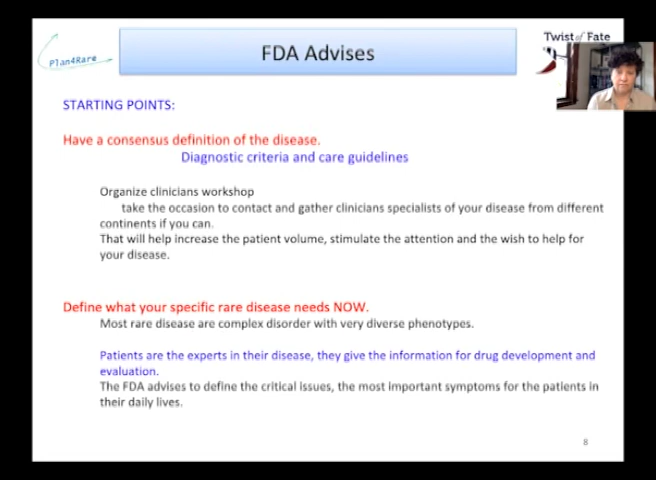 Plan4Rare
FDA Advises
Twist of Fate
STARTING POINTS:
Have a consensus definition of the disease.
Diagnostic criteria and care guidelines
Organize clinicians workshop
take the occasion to contact and gather clinicians specialists of your disease from different
continents if you can.
That will help increase the patient volume, stimulate the attention and the wish to help for
your disease.
Define what your specific rare disease needs NOW.
Most rare disease are complex disorder with very diverse phenotypes.
Patients are the experts in their disease, they give the information for drug development and
evaluation.
The FDA advises to define the critical issues, the most important symptoms for the patients in
their daily lives.
8